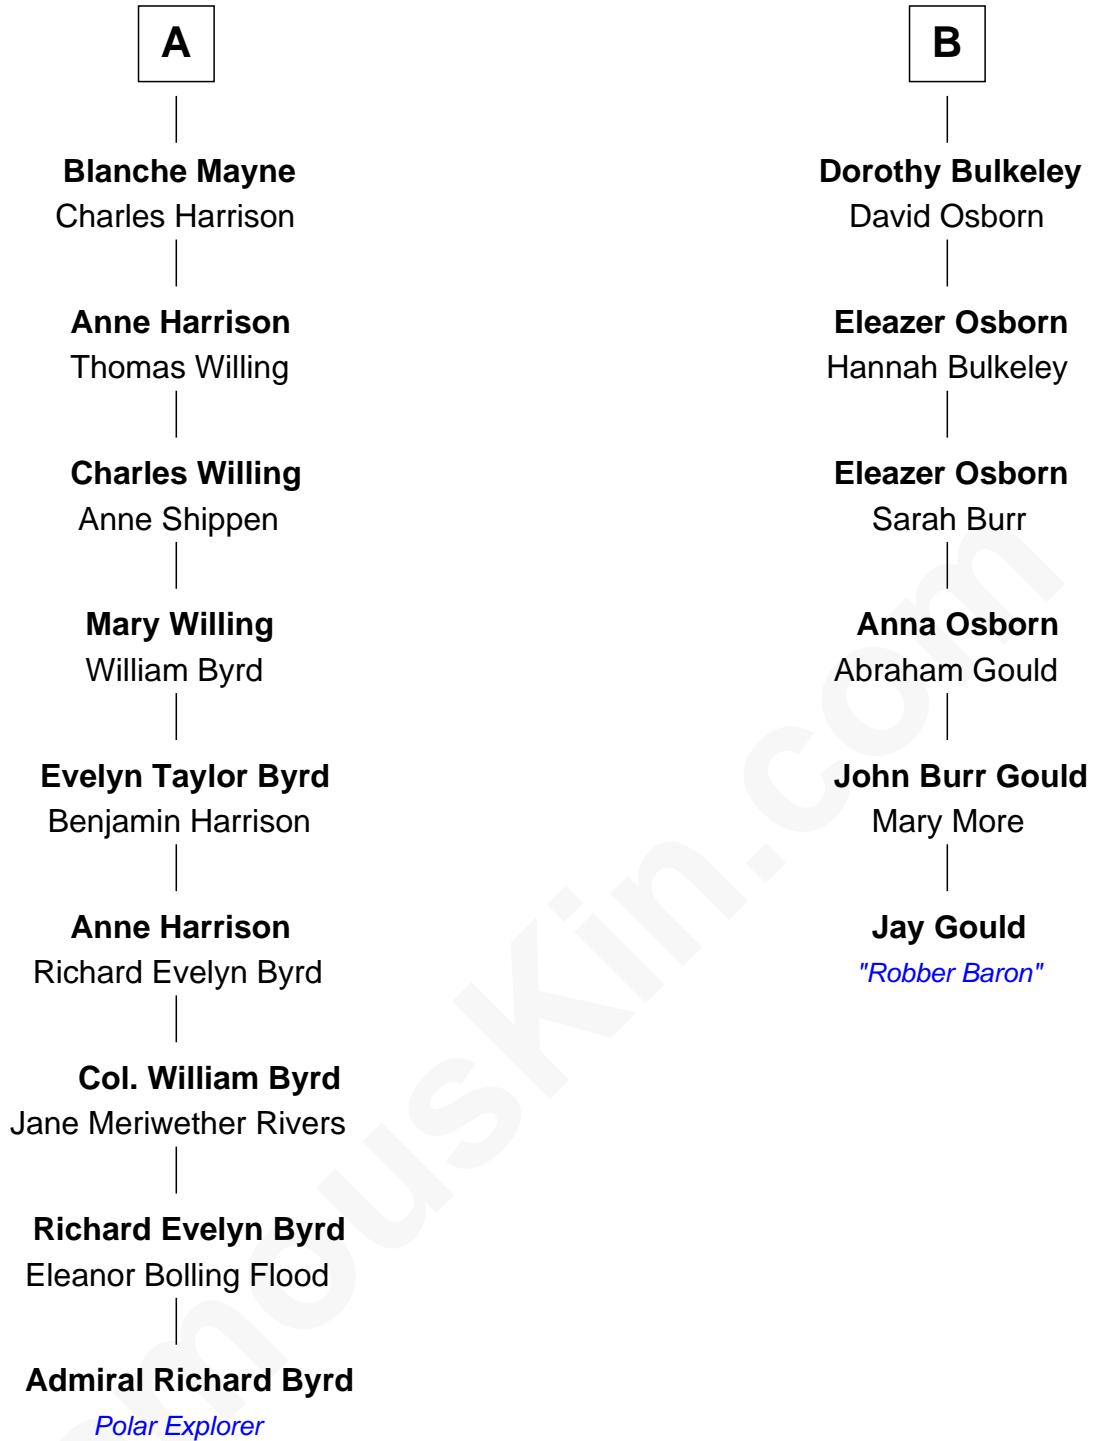 A
Blanche Mayne
Charles Harrison
Anne Harrison
Thomas Willing
Charles Willing
Anne Shippen
Mary Willing
William Byrd
Evelyn Taylor Byrd
Benjamin Harrison
Anne Harrison
Richard Evelyn Byrd
Col. William Byrd
Jane Meriwether Rivers
Richard Evelyn Byrd
Eleanor Bolling Flood
Admiral Richard Byrd
Polar Explorer
B
Dorothy Bulkeley
David Osborn
Eleazer Osborn
Hannah Bulkeley
Eleazer Osborn
Sarah Burr
Anna Osborn
Abraham Gould
John Burr Gould
Mary More
Jay Gould
"Robber Baron"